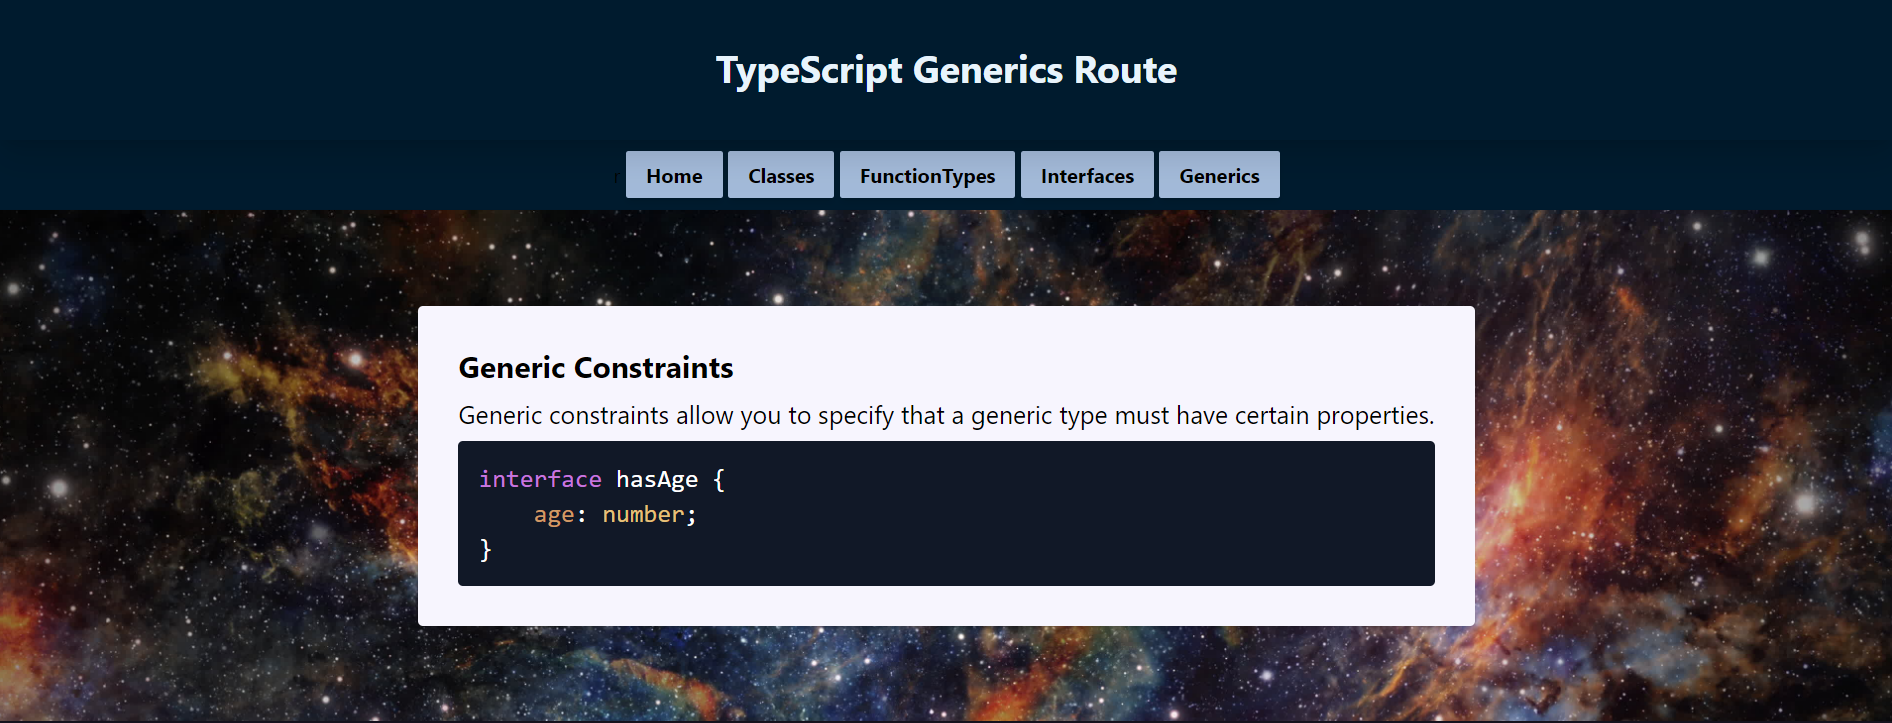 TypeScript Generics Route
Home Classes FunctionTypes Interfaces Generics
Generic Constraints
Generic constraints allow you to specify that a generic type must have certain properties.
interface hasAge {
    age: number;
}